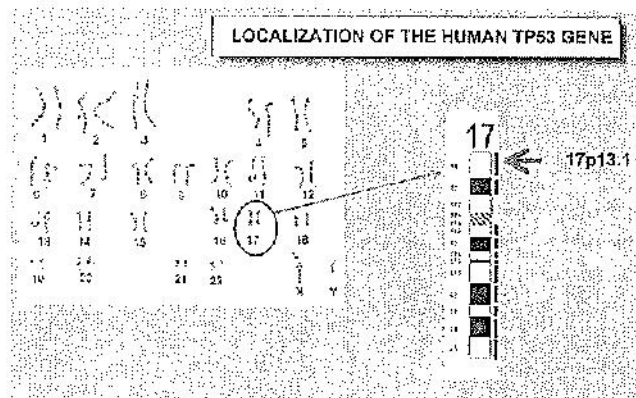 LOCALIZATION OF THE HUMAN TP53 GENE
1 2 3 4 5
17
17p13.1
6 7 8 9 10 11 12
13 14 15 16 17 18
19 20 21 22 X Y